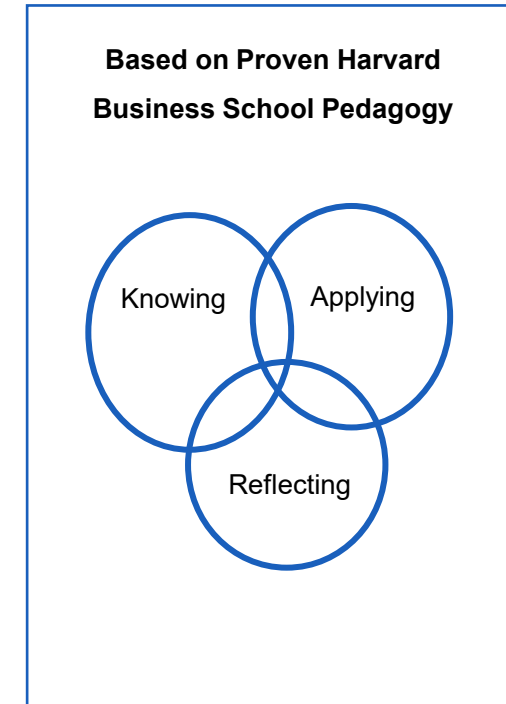 Based on Proven Harvard
Business School Pedagogy
Knowing
Applying
Reflecting